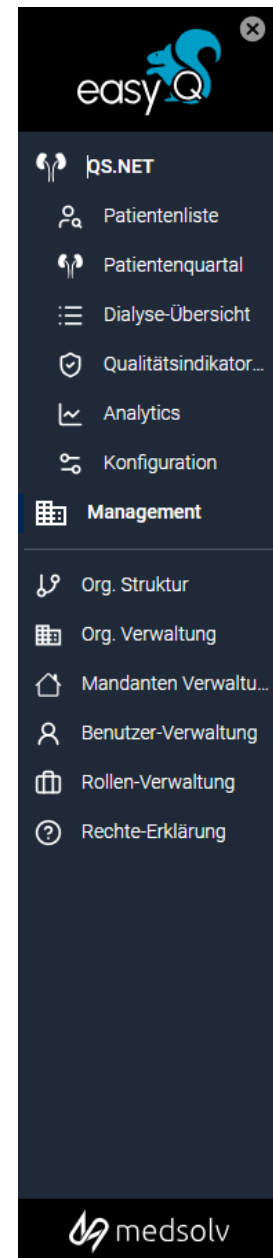 easyQ
QS.NET
Patientenliste
Patientenquartal
Dialyse-Übersicht
Qualitätsindikator...
Analytics
Konfiguration
Management
Org. Struktur
Org. Verwaltung
Mandanten Verwaltu...
Benutzer-Verwaltung
Rollen-Verwaltung
Rechte-Erklärung
medsolv